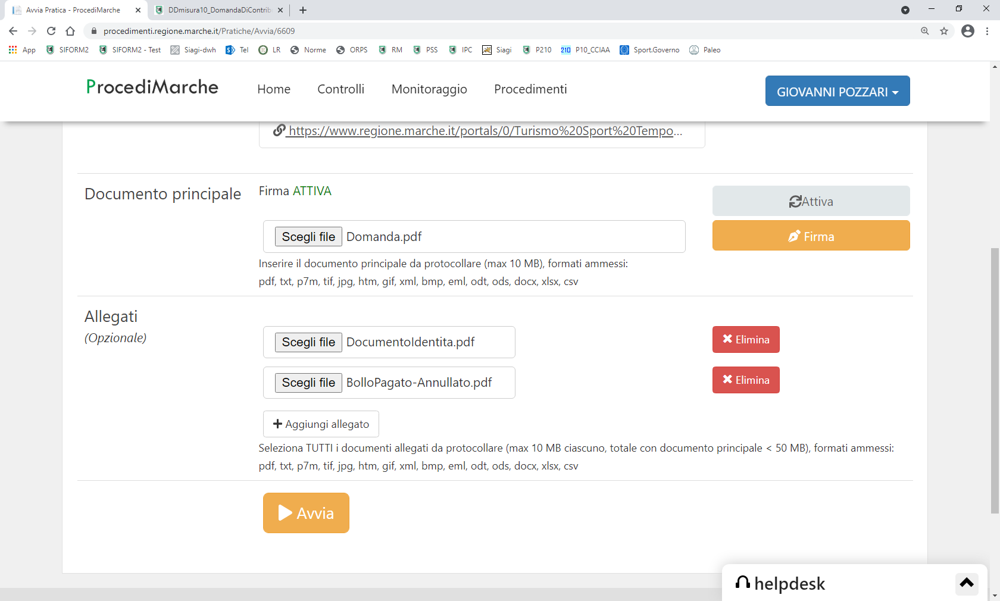 Avvia Pratica - ProcediMarche
DDmisura10_DomandaDiContrib
procedimenti.regione.marche.it/Pratiche/Avvia/6609
App SIFORM2 SIFORM2 - Test Siagi-dwh Tel LR Norme ORPS RM PSS IPC Siagi P210 210 P10_CCIAA Sport.Governo Paleo
ProcediMarche Home Controlli Monitoraggio Procedimenti GIOVANNI POZZARI
https://www.regione.marche.it/portals/0/Turismo%20Sport%20Tempo...
Documento principale Firma ATTIVA Attiva
Scegli file Domanda.pdf Firma
Inserire il documento principale da protocollare (max 10 MB), formati ammessi:
pdf, txt, p7m, tif, jpg, htm, gif, xml, bmp, eml, odt, ods, docx, xlsx, csv
Allegati
(Opzionale)
Scegli file DocumentoIdentita.pdf Elimina
Scegli file BolloPagato-Annullato.pdf Elimina
Aggiungi allegato
Seleziona TUTTI i documenti allegati da protocollare (max 10 MB ciascuno, totale con documento principale < 50 MB), formati ammessi:
pdf, txt, p7m, tif, jpg, htm, gif, xml, bmp, eml, odt, ods, docx, xlsx, csv
Avvia
helpdesk